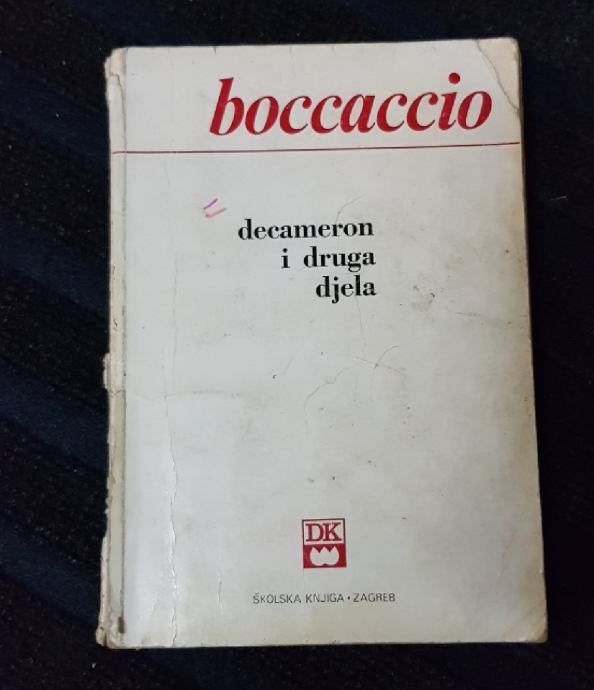 boccaccio
decameron
i druga
djela
DK
ŠKOLSKA KNJIGA • ZAGREB